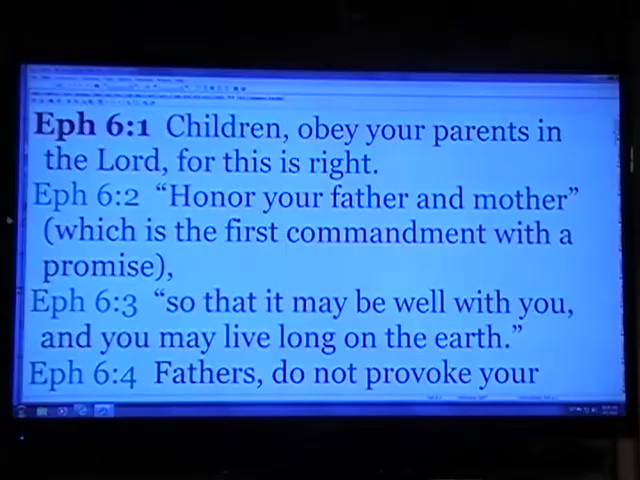 Eph 6:1 Children, obey your parents in
the Lord, for this is right.
Eph 6:2 “Honor your father and mother”
(which is the first commandment with a
promise),
Eph 6:3 “so that it may be well with you,
and you may live long on the earth.”
Eph 6:4 Fathers, do not provoke your